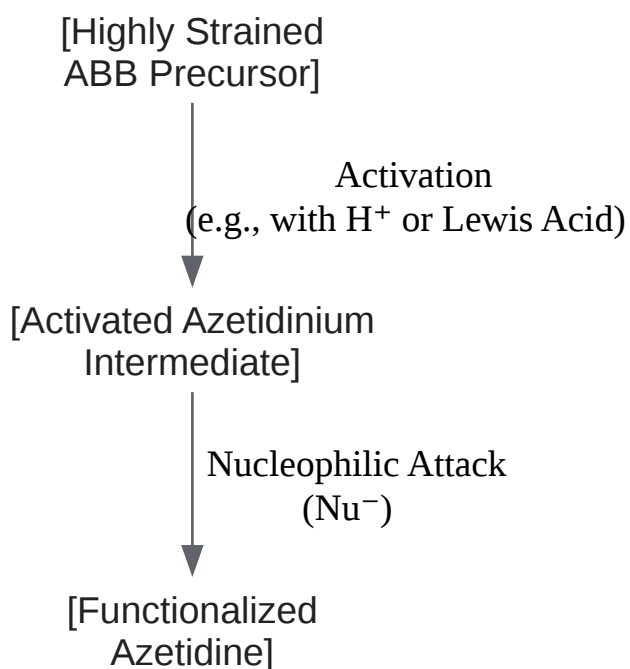 [Highly Strained
ABB Precursor]
Activation
(e.g., with H⁺ or Lewis Acid)
[Activated Azetidinium
Intermediate]
Nucleophilic Attack
(Nu⁻)
[Functionalized
Azetidine]